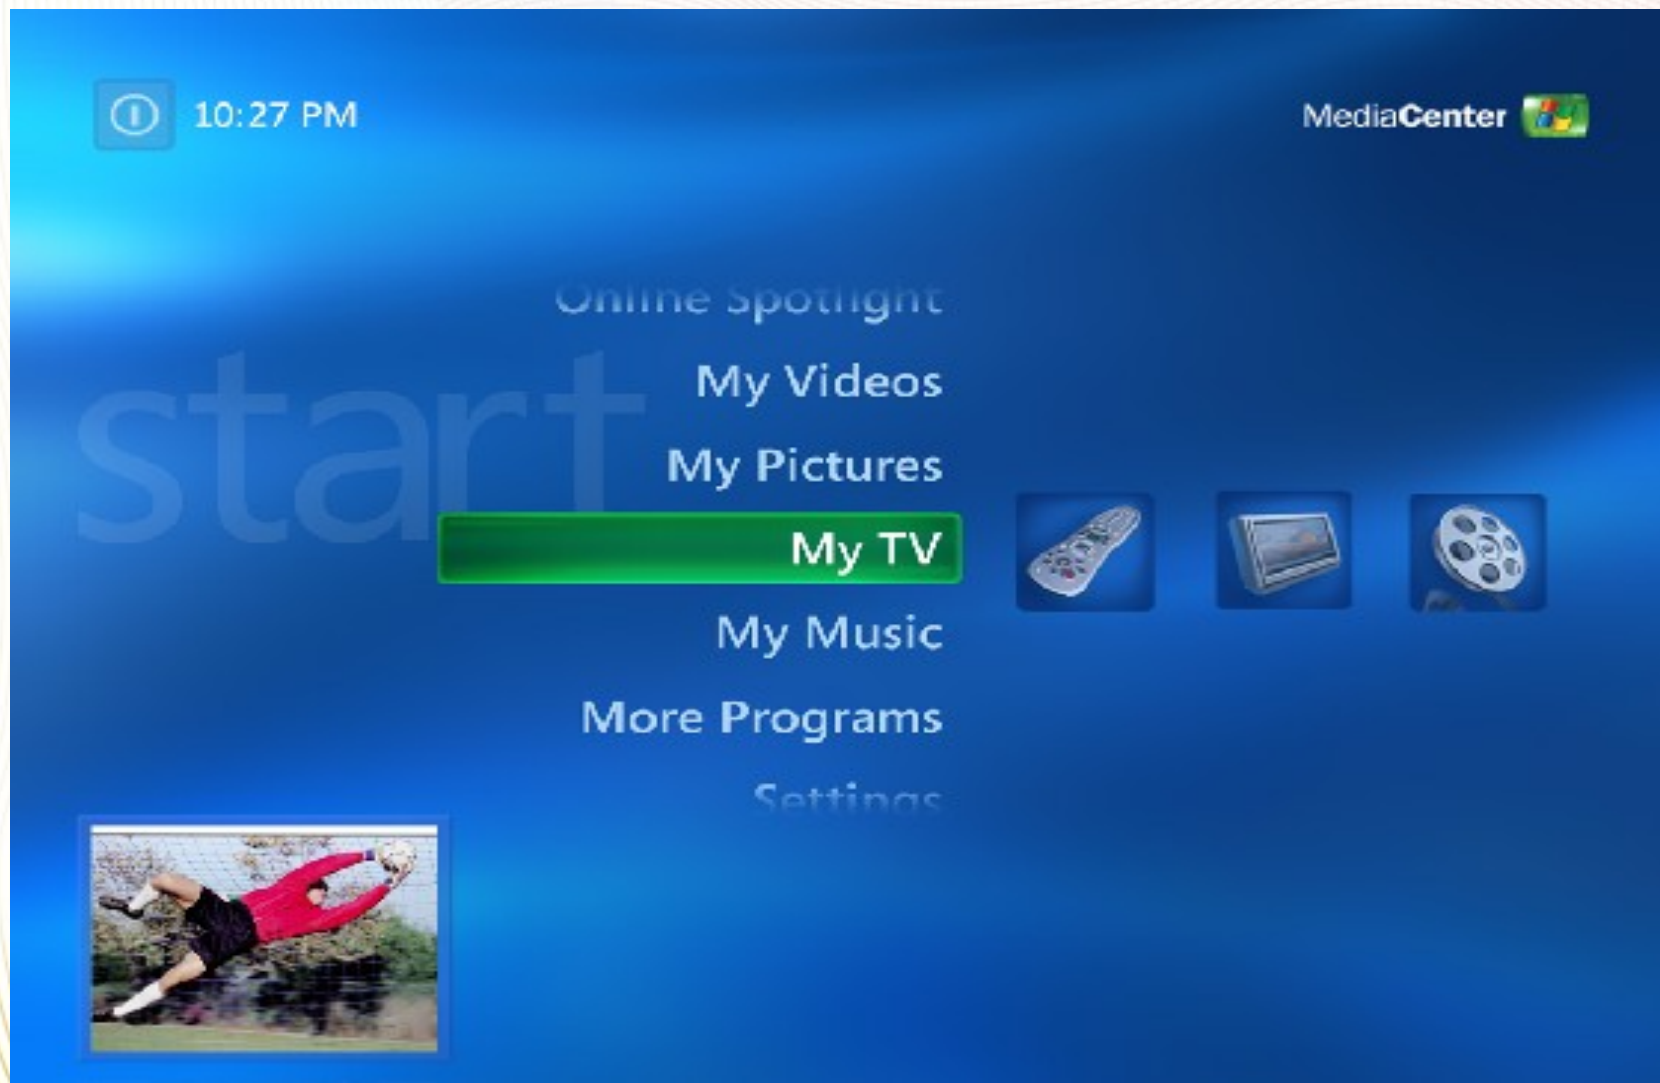 10:27 PM
MediaCenter
start
Online Spotlight
My Videos
My Pictures
My TV
My Music
More Programs
Settings